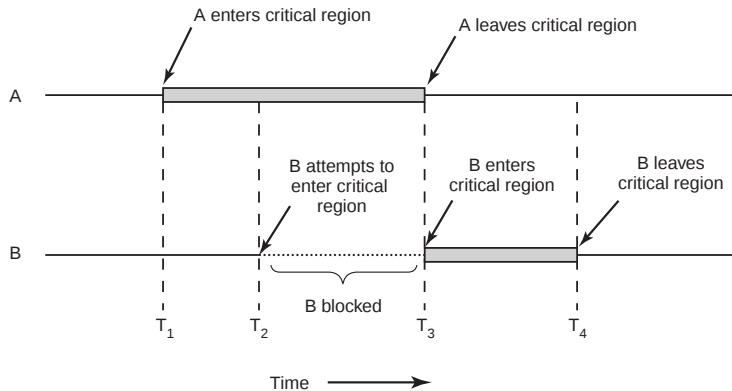 A enters critical region
A leaves critical region
A
B attempts to
enter critical
region
B enters
critical region
B leaves
critical region
B
B blocked
T1
T2
T3
T4
Time